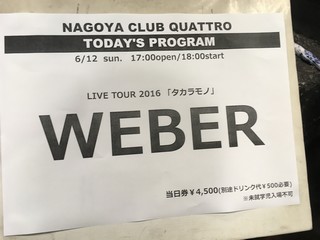 NAGOYA CLUB QUATTRO
TODAY'S PROGRAM
6/12 sun. 17:00open/18:00start
LIVE TOUR 2016 「タカラモノ」
WEBER
当日券￥4,500(別途ドリンク代￥500必要)
※未就学児入場不可